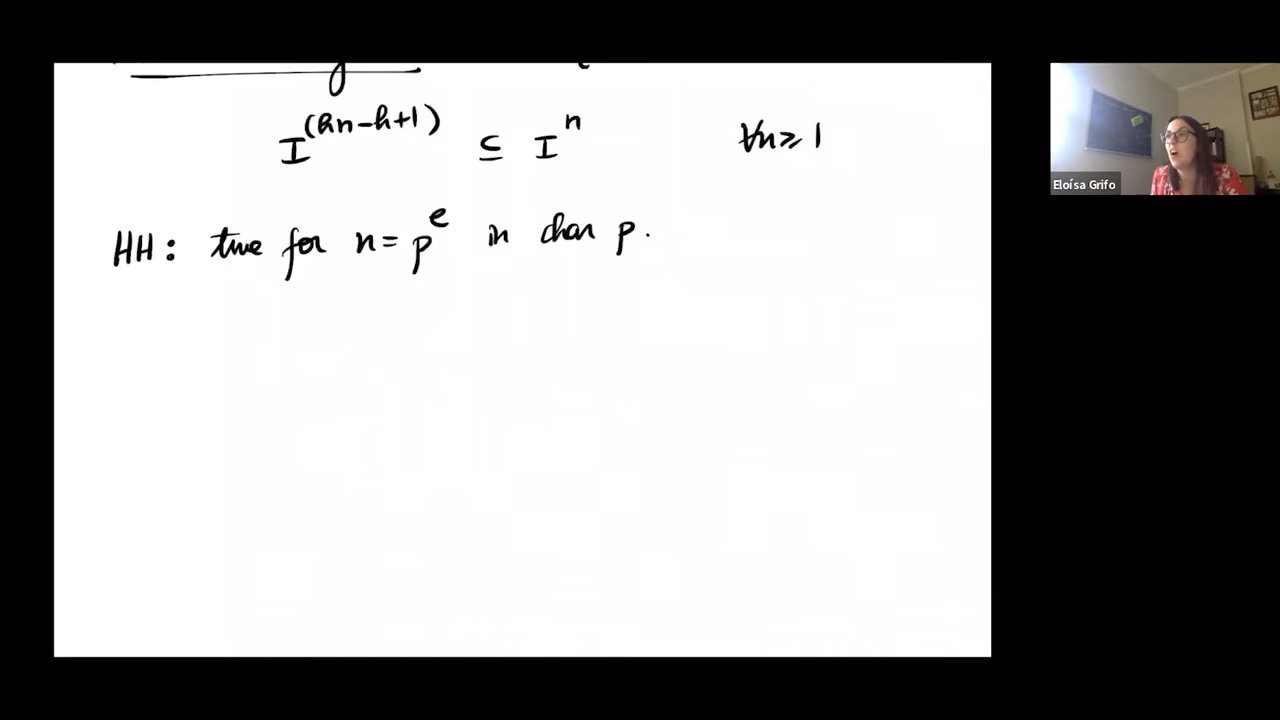 I^(hn-h+1) ⊆ I^n ∀n ≥ 1
HH: true for n = p^e in char p.
Eloísa Grifo